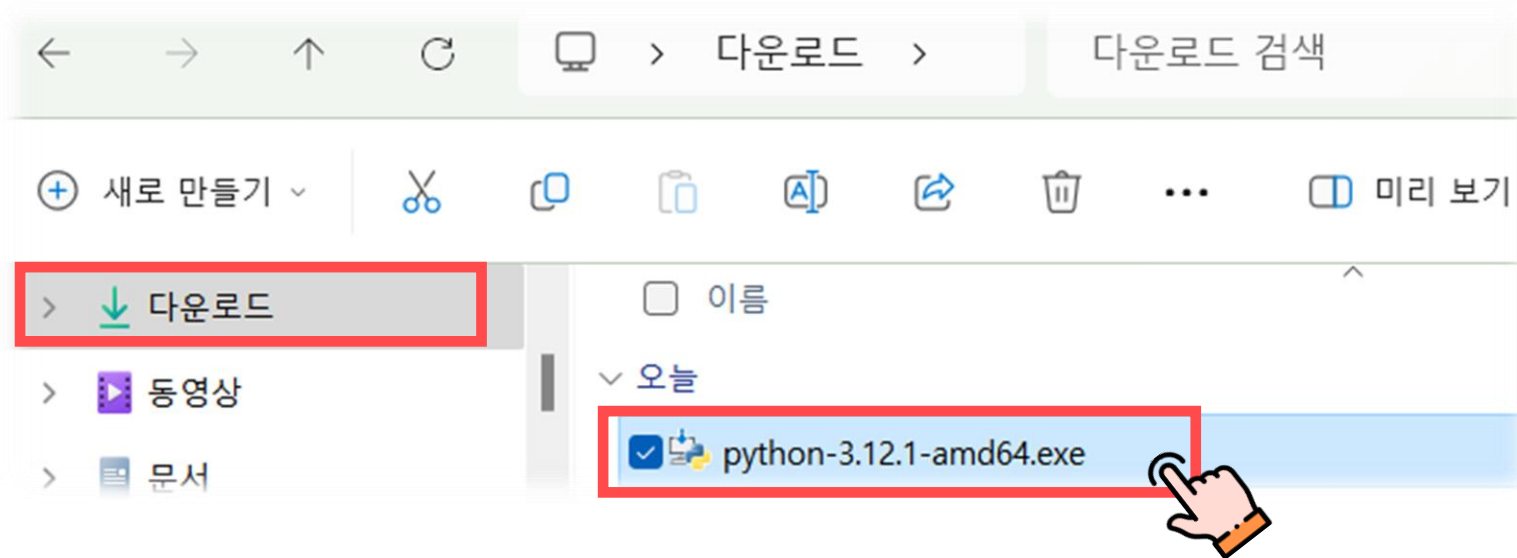 다운로드
다운로드 검색
새로 만들기
미리 보기
다운로드
이름
오늘
동영상
python-3.12.1-amd64.exe
문서